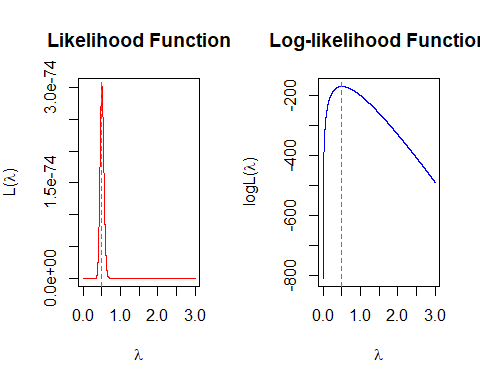 Likelihood Function
L(λ)
3.0e-74
1.5e-74
0.0e+00
0.0 1.0 2.0 3.0
λ
Log-likelihood Function
logL(λ)
-200
-400
-600
-800
0.0 1.0 2.0 3.0
λ